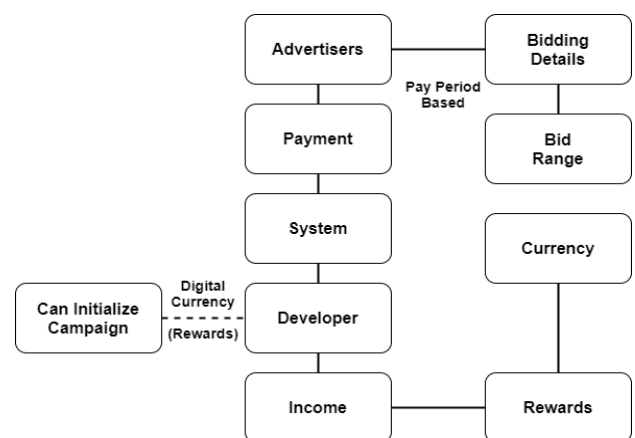 Advertisers
Bidding
Details
Pay Period
Based
Payment
Bid
Range
System
Currency
Digital
Currency
Can Initialize
Campaign
(Rewards)
Developer
Income
Rewards